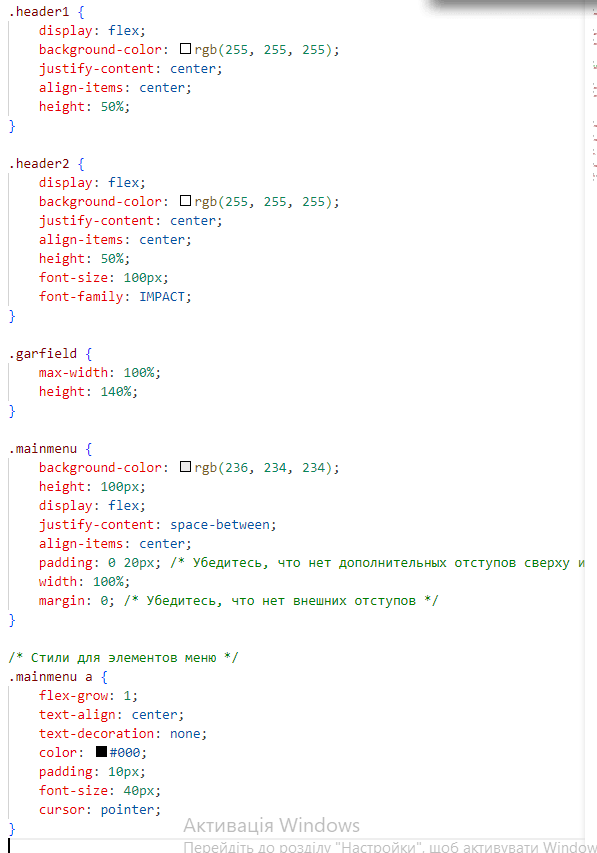 .header1 {
display: flex;
background-color: rgb(255, 255, 255);
justify-content: center;
align-items: center;
height: 50%;
}
.header2 {
display: flex;
background-color: rgb(255, 255, 255);
justify-content: center;
align-items: center;
height: 50%;
font-size: 100px;
font-family: IMPACT;
}
.garfield {
max-width: 100%;
height: 140%;
}
.mainmenu {
background-color: rgb(236, 234, 234);
height: 100px;
display: flex;
justify-content: space-between;
align-items: center;
padding: 0 20px; /* Убедитесь, что нет дополнительных отступов сверху и
width: 100%;
margin: 0; /* Убедитесь, что нет внешних отступов */
}
/* Стили для элементов меню */
.mainmenu a {
flex-grow: 1;
text-align: center;
text-decoration: none;
color: #000;
padding: 10px;
font-size: 40px;
cursor: pointer;
}
Активація Windows
Перейдіть до розділу "Настройки", щоб активувати Window